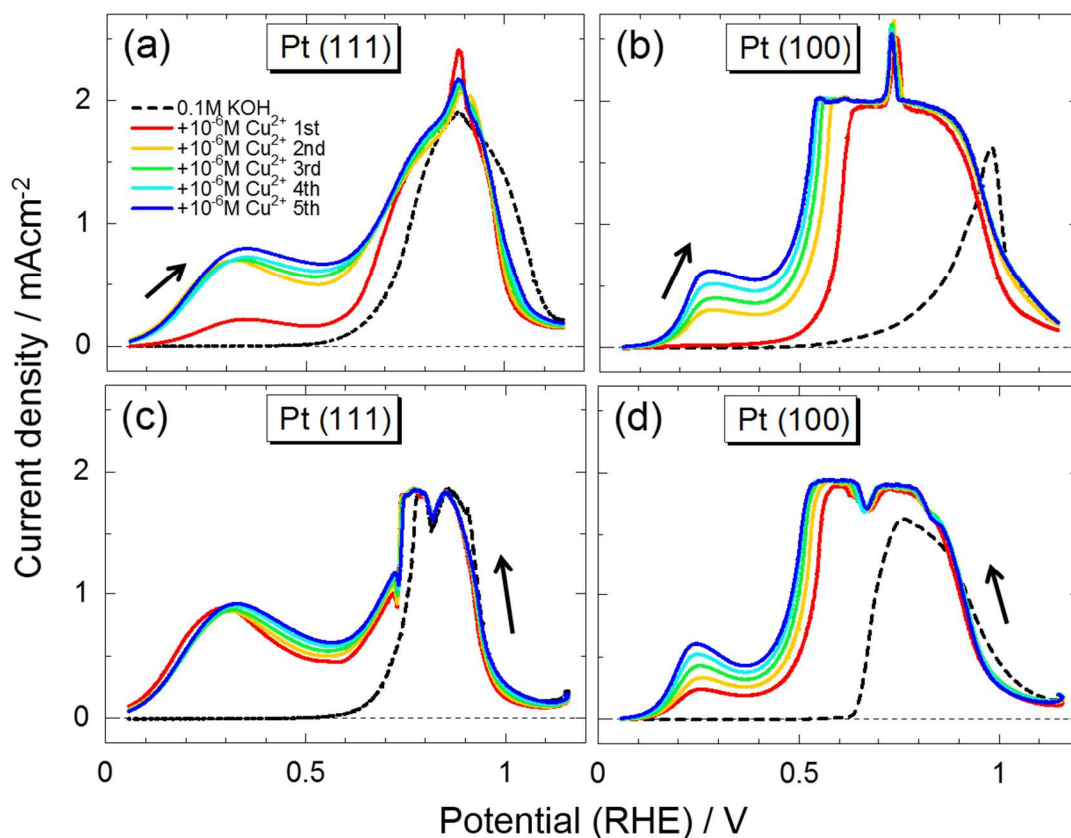 (a)
Pt (111)
0.1M KOH
+10⁻⁶M Cu²⁺ 1st
+10⁻⁶M Cu²⁺ 2nd
+10⁻⁶M Cu²⁺ 3rd
+10⁻⁶M Cu²⁺ 4th
+10⁻⁶M Cu²⁺ 5th
2
1
0
(b)
Pt (100)
(c)
Pt (111)
2
1
0
0
0.5
1
(d)
Pt (100)
0
0.5
1
Current density / mAcm⁻²
Potential (RHE) / V